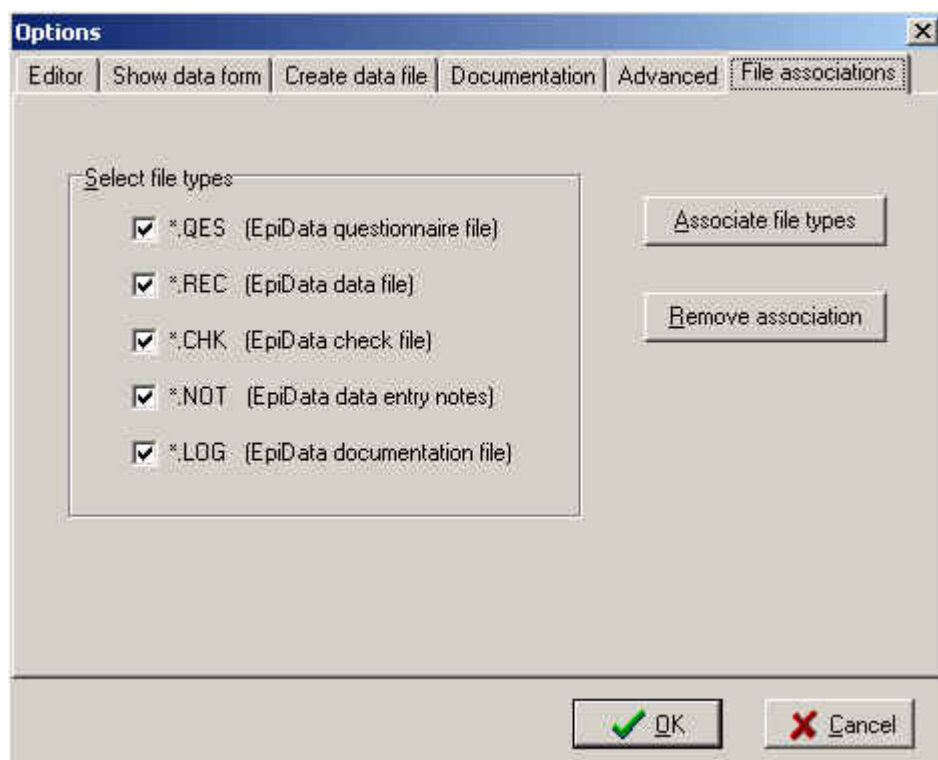 Options
Editor Show data form Create data file Documentation Advanced File associations
Select file types
*.QES (EpiData questionnaire file)
*.REC (EpiData data file)
*.CHK (EpiData check file)
*.NOT (EpiData data entry notes)
*.LOG (EpiData documentation file)
Associate file types
Remove association
OK Cancel